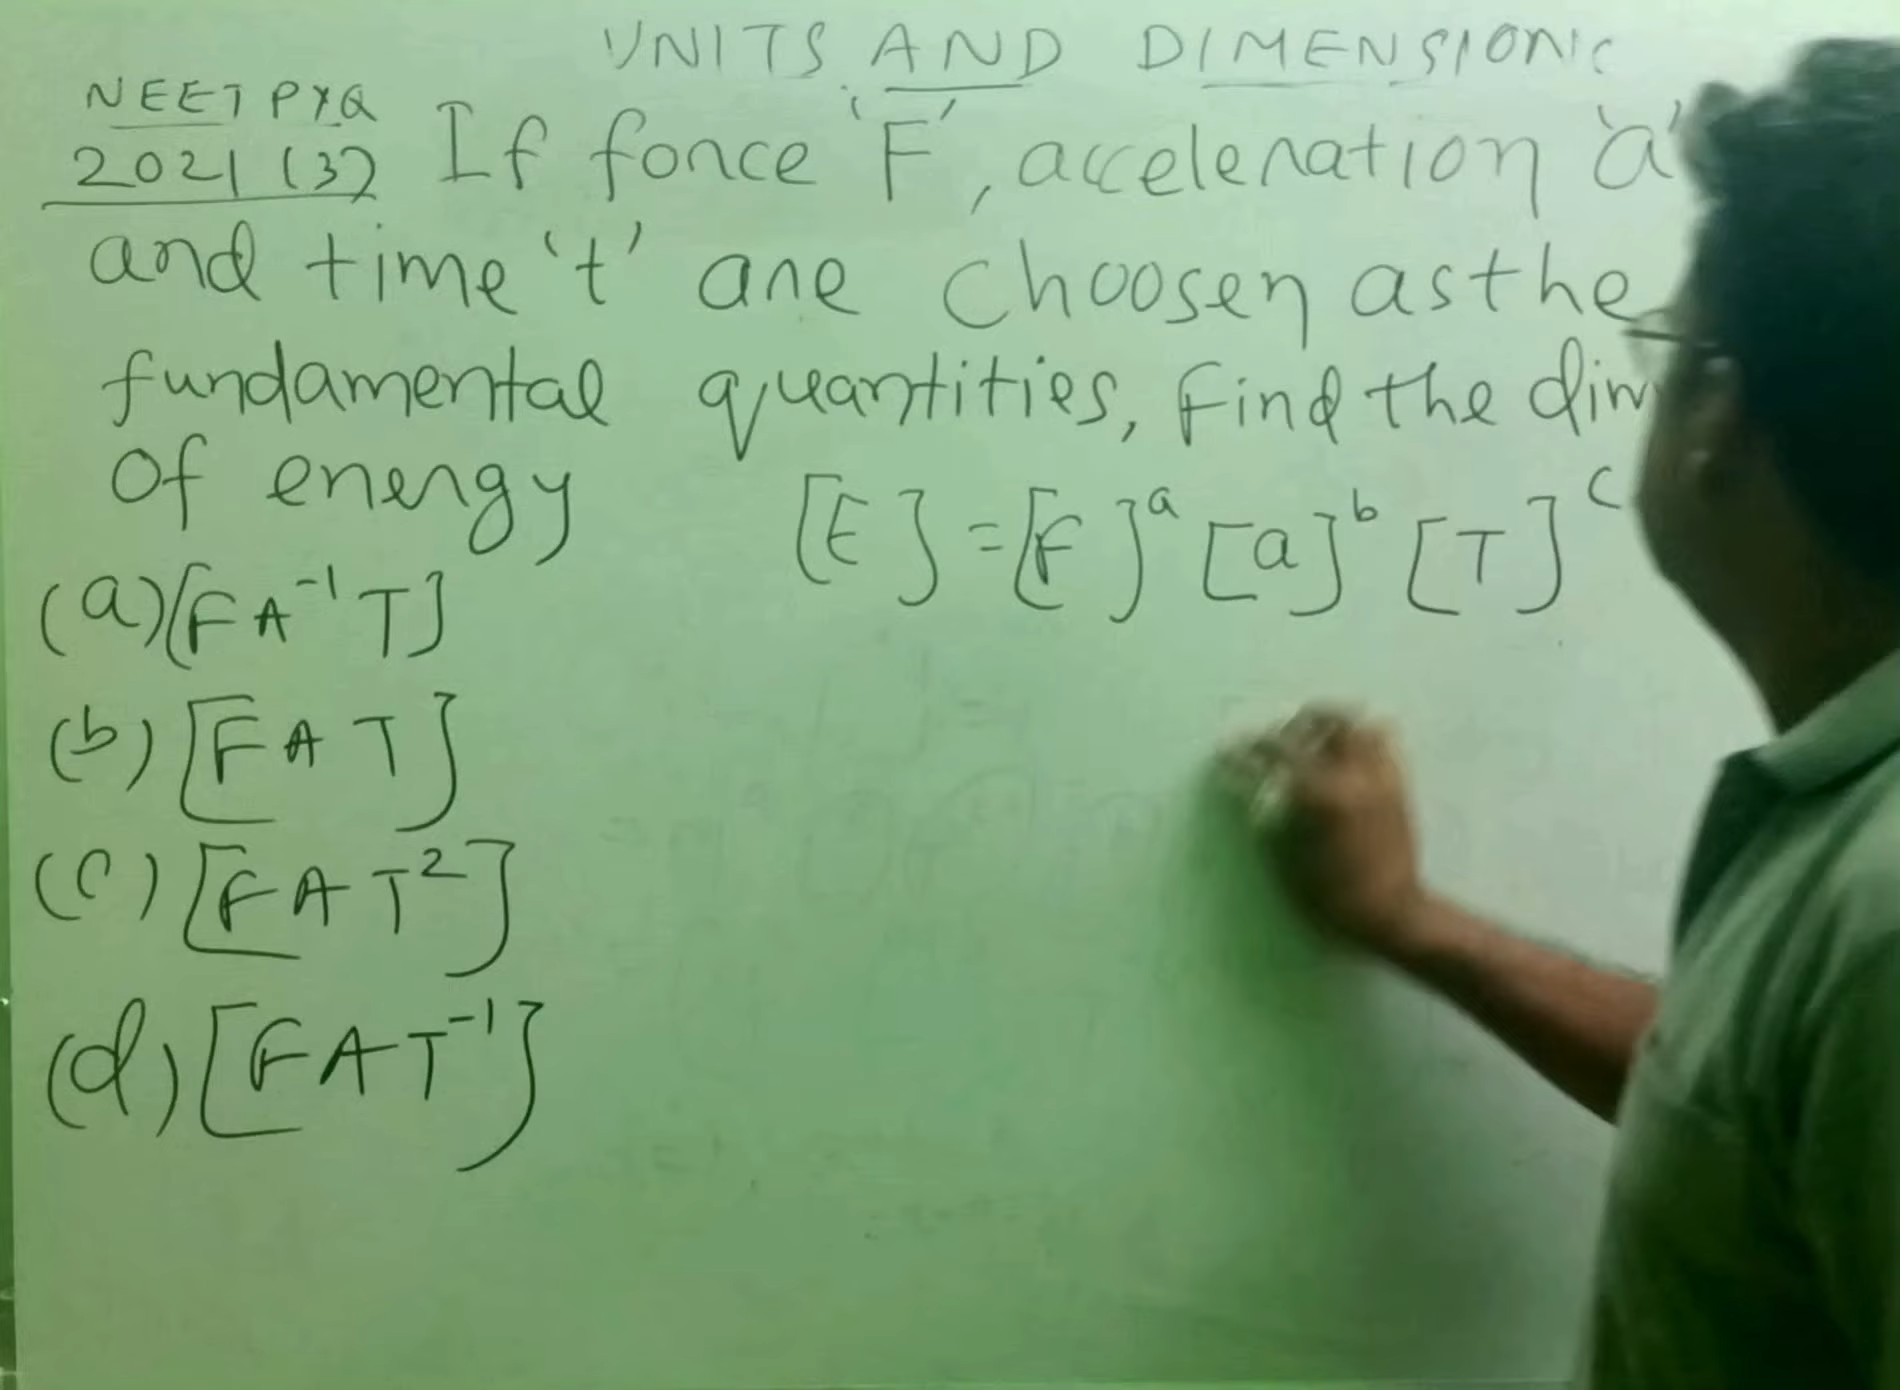 UNITS AND DIMENSIONS
NEET PYQ
2021 (3) If force 'F', acceleration 'a'
and time 't' are choosen as the
fundamental quantities, Find the dim
of energy
[E] = [F]ᵃ [a]ᵇ [T]ᶜ
(a) [F A⁻¹ T]
(b) [F A T]
(c) [F A T²]
(d) [F A T⁻¹]